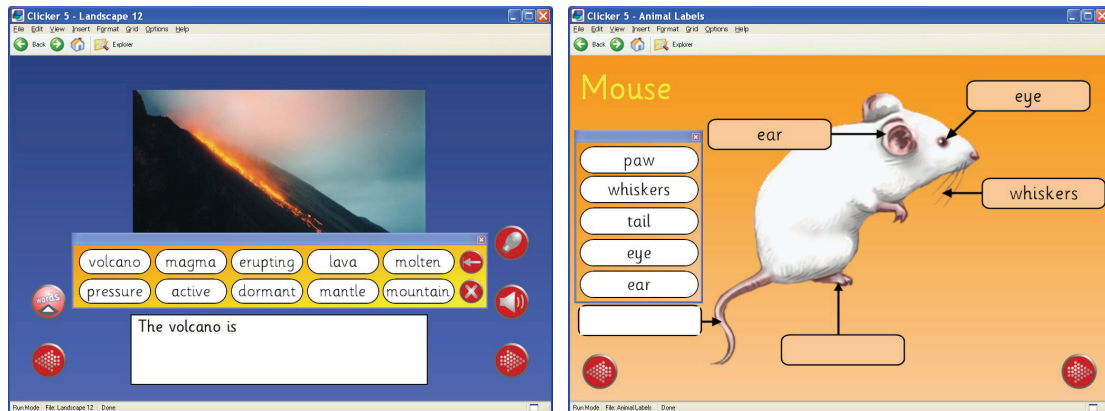 Clicker 5 - Landscape 12
File Edit View Insert Format Grid Options Help
Back Explorer
volcano magma erupting lava molten
pressure active dormant mantle mountain
words
The volcano is
Run Mode File: Landscape 12 Done
Clicker 5 - Animal Labels
File Edit View Insert Format Grid Options Help
Back Explorer
Mouse
eye
ear
paw
whiskers
whiskers
tail
eye
ear
Run Mode File: Animal Labels Done